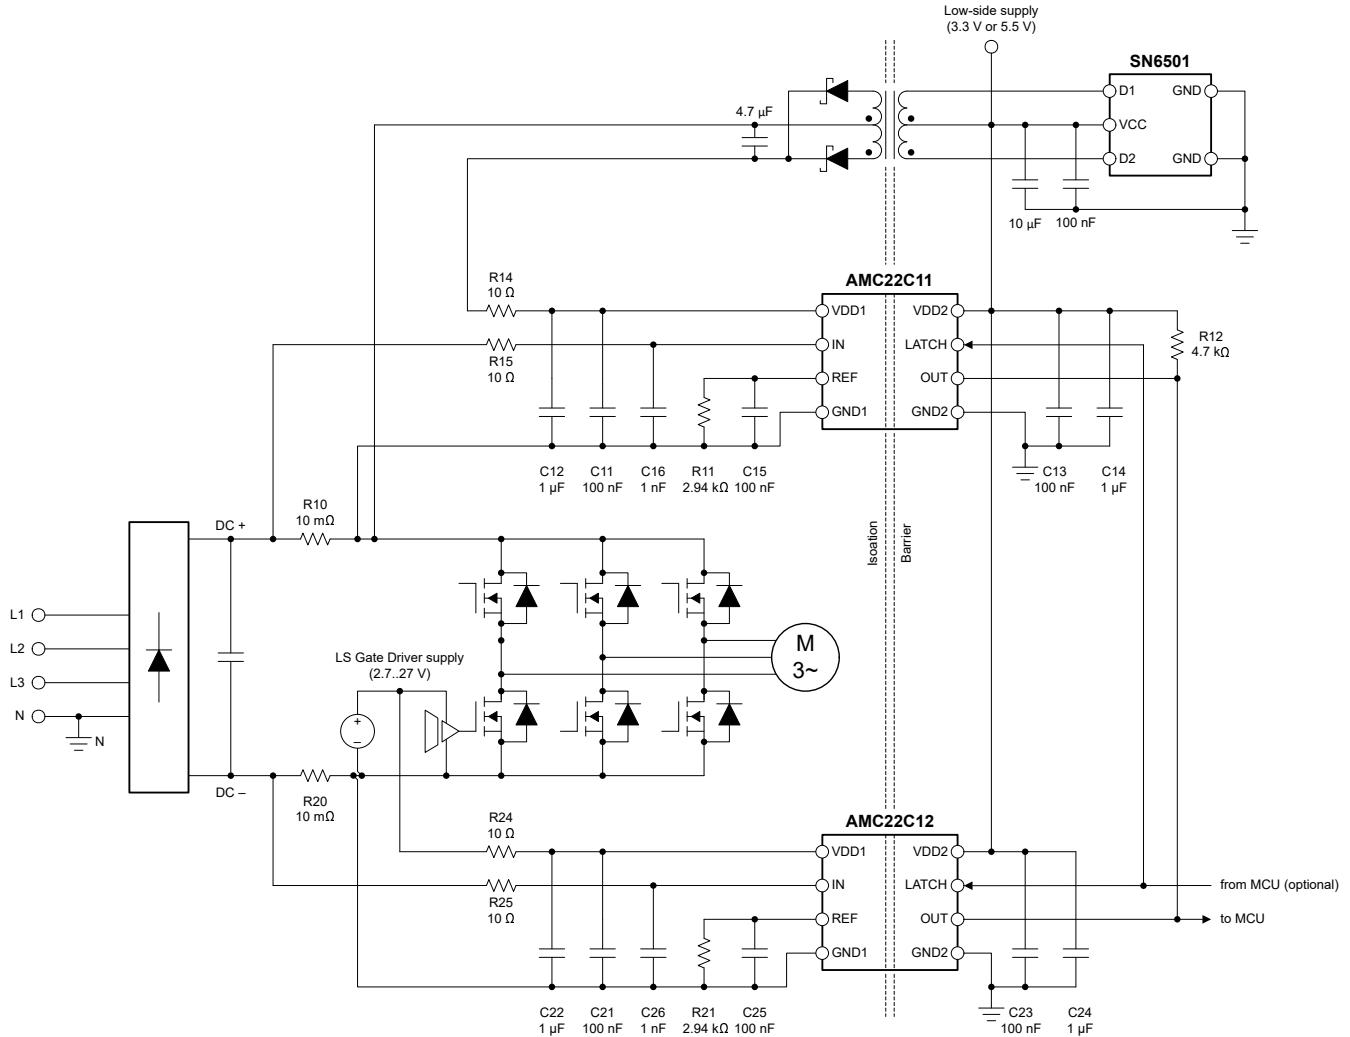 Low-side supply
(3.3 V or 5.5 V)
SN6501
D1
GND
VCC
D2
GND
4.7 µF
10 µF
100 nF
R14
10 Ω
R15
10 Ω
AMC22C11
VDD1
IN
REF
GND1
VDD2
LATCH
OUT
GND2
R12
4.7 kΩ
C12
1 µF
C11
100 nF
C16
1 nF
R11
2.94 kΩ
C15
100 nF
C13
100 nF
C14
1 µF
Isoation
Barrier
R10
10 mΩ
DC +
L1
L2
L3
N
N
DC –
LS Gate Driver supply
(2.7..27 V)
+
–
M
3~
R20
10 mΩ
R24
10 Ω
R25
10 Ω
AMC22C12
VDD1
IN
REF
GND1
VDD2
LATCH
OUT
GND2
from MCU (optional)
to MCU
C22
1 µF
C21
100 nF
C26
1 nF
R21
2.94 kΩ
C25
100 nF
C23
100 nF
C24
1 µF